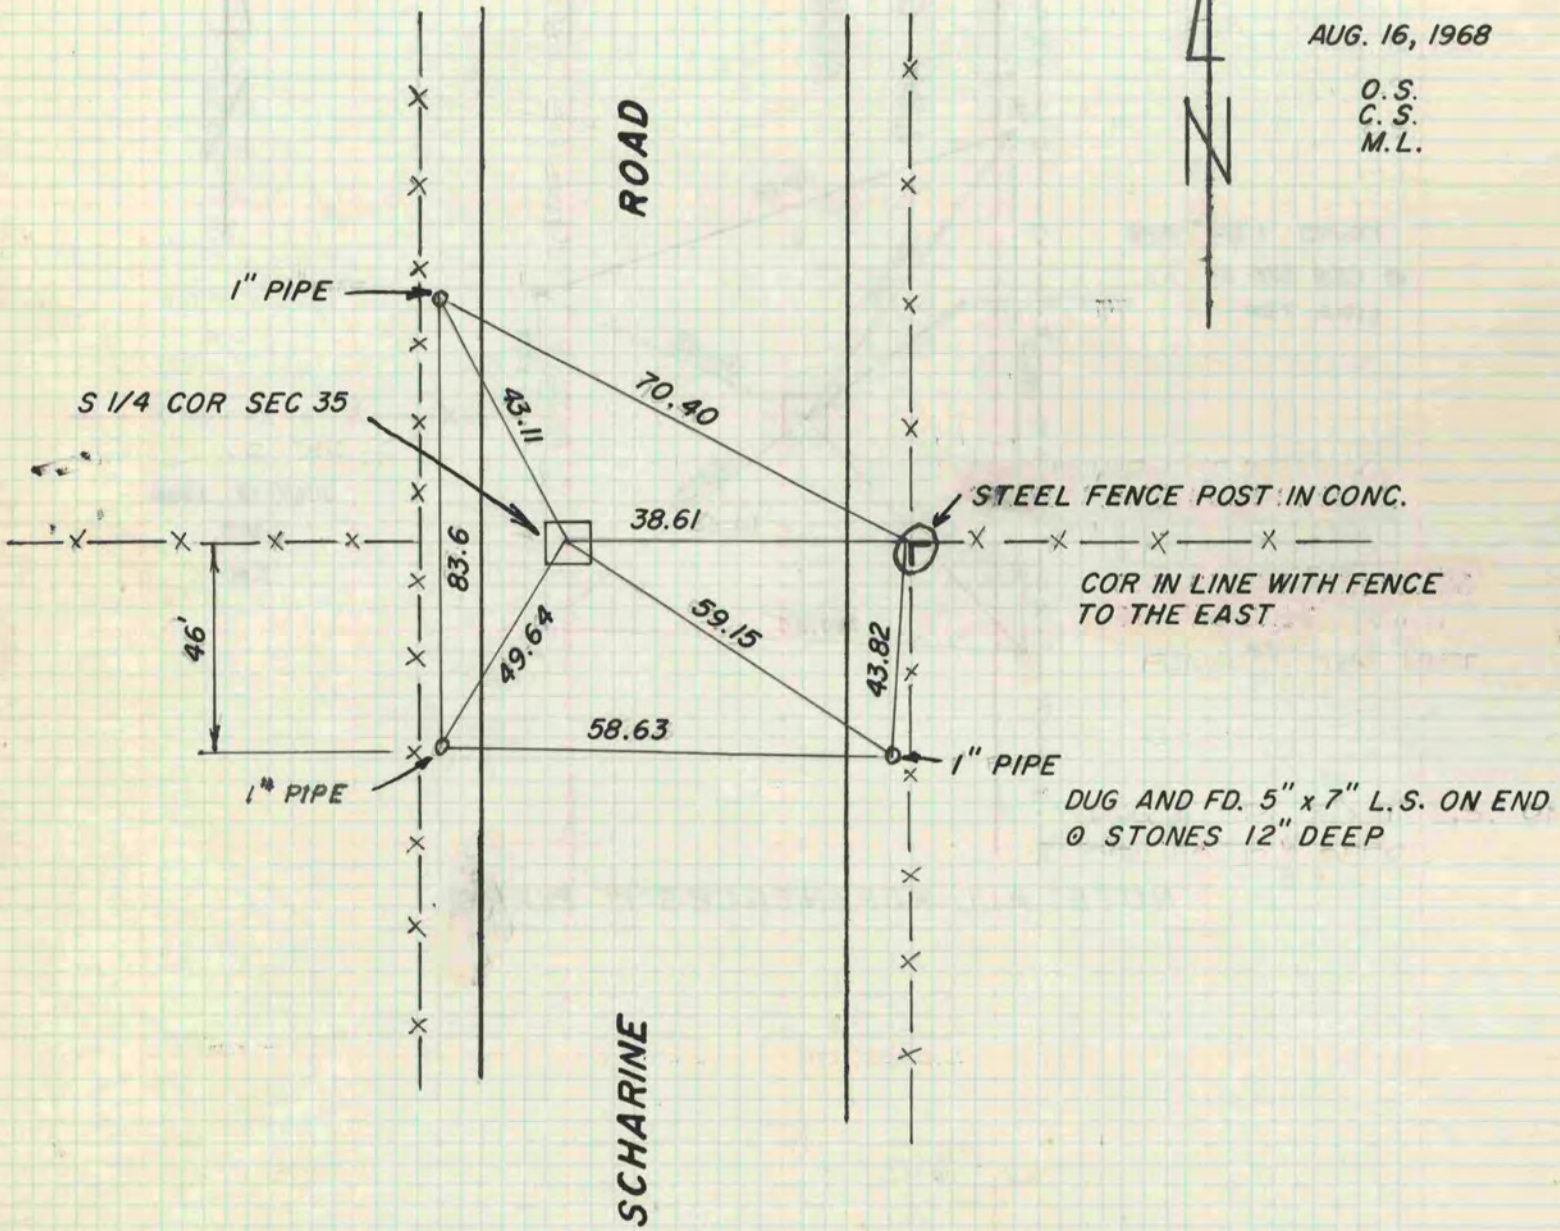 AUG. 16, 1968
O.S.
C.S.
M.L.
ROAD
1" PIPE
S 1/4 COR SEC 35
43.11
70.40
STEEL FENCE POST IN CONC.
38.61
83.6
COR IN LINE WITH FENCE
TO THE EAST
46'
49.64
59.15
43.82
58.63
1" PIPE
1" PIPE
DUG AND FD. 5" x 7" L.S. ON END
0 STONES 12" DEEP
SCHARINE
N